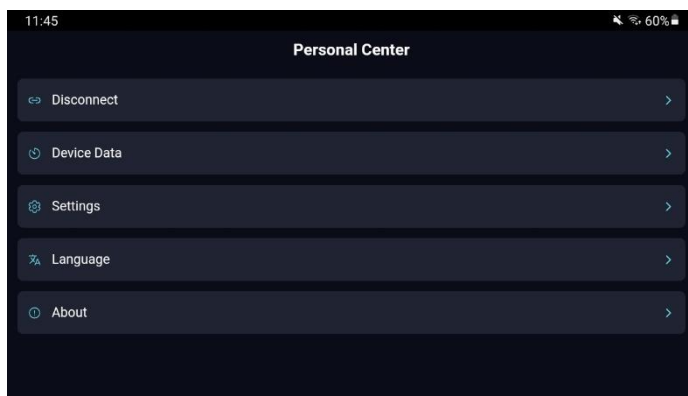 11:45 60%
Personal Center
Disconnect
Device Data
Settings
Language
About